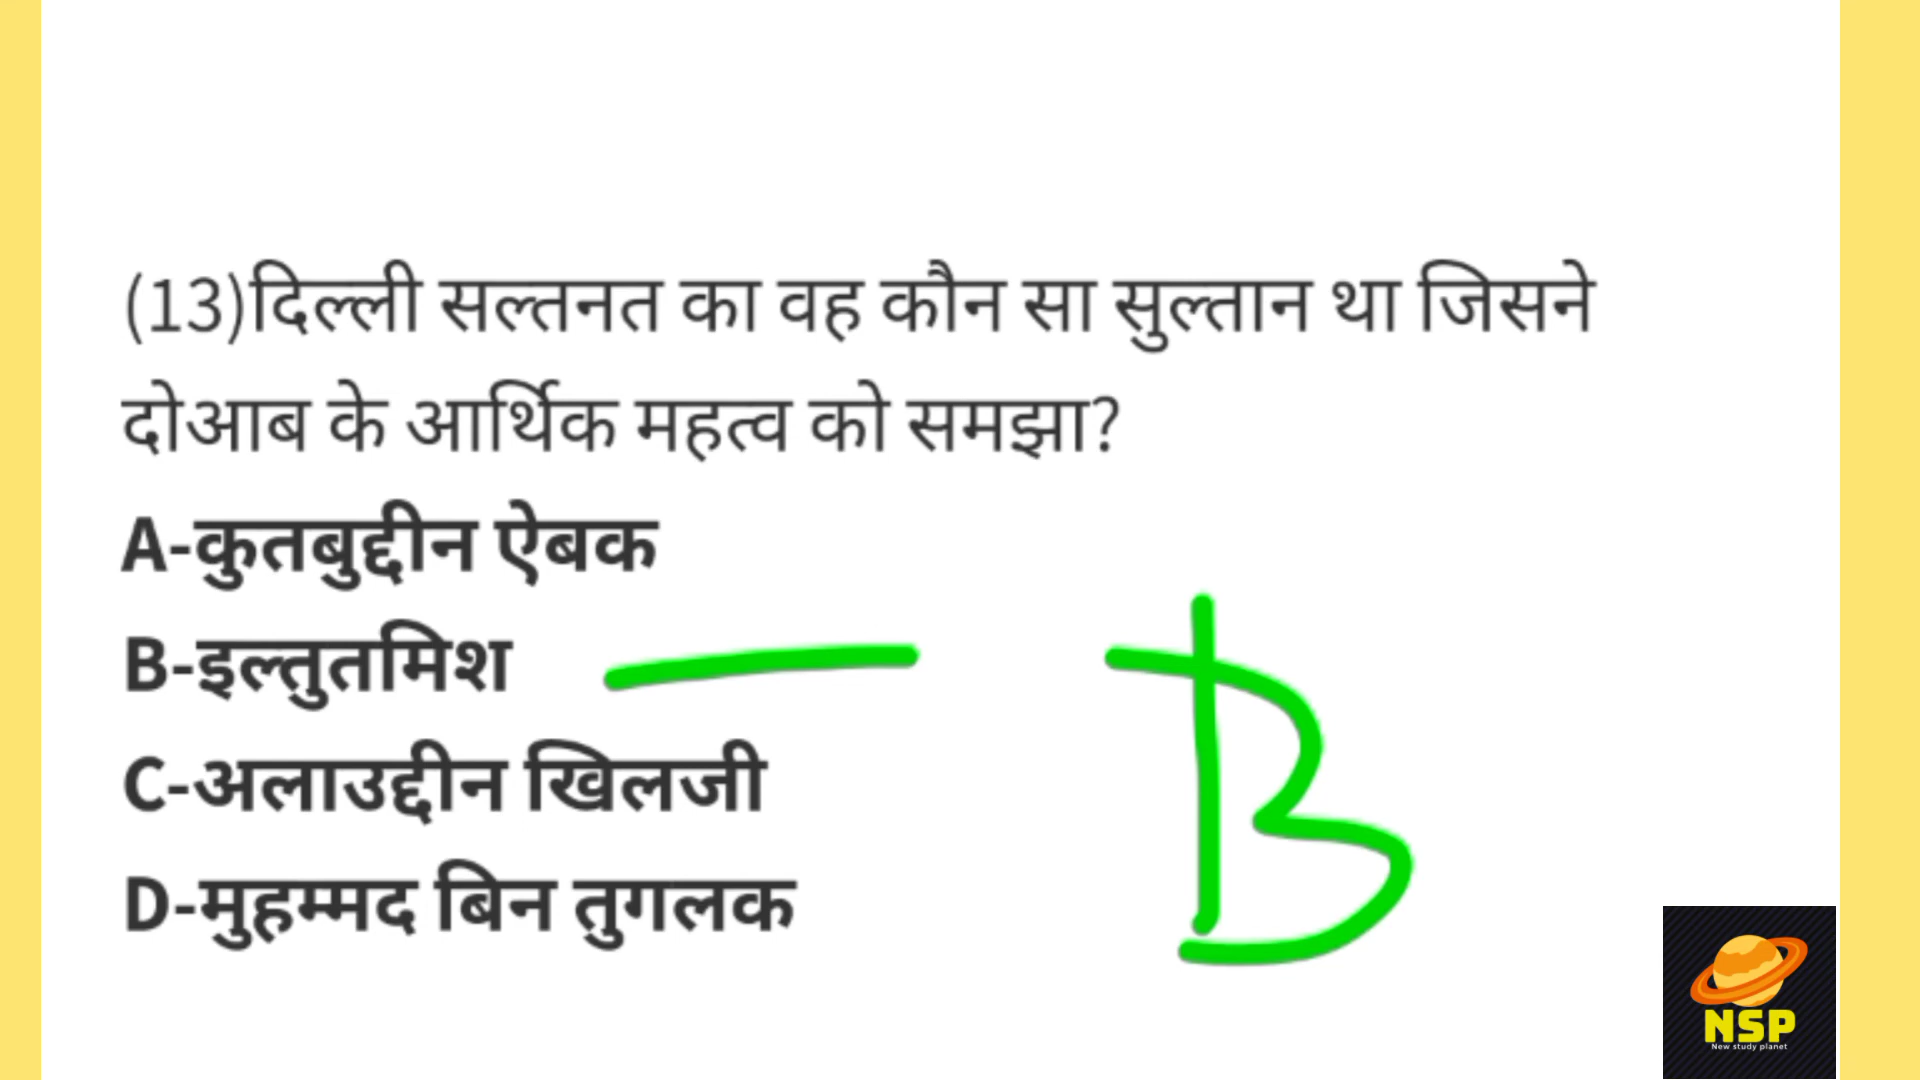 (13)दिल्ली सल्तनत का वह कौन सा सुल्तान था जिसने
दोआब के आर्थिक महत्व को समझा?
A-कुतबुद्दीन ऐबक
B-इल्तुतमिश
B
C-अलाउद्दीन खिलजी
D-मुहम्मद बिन तुगलक
NSP
New study planet